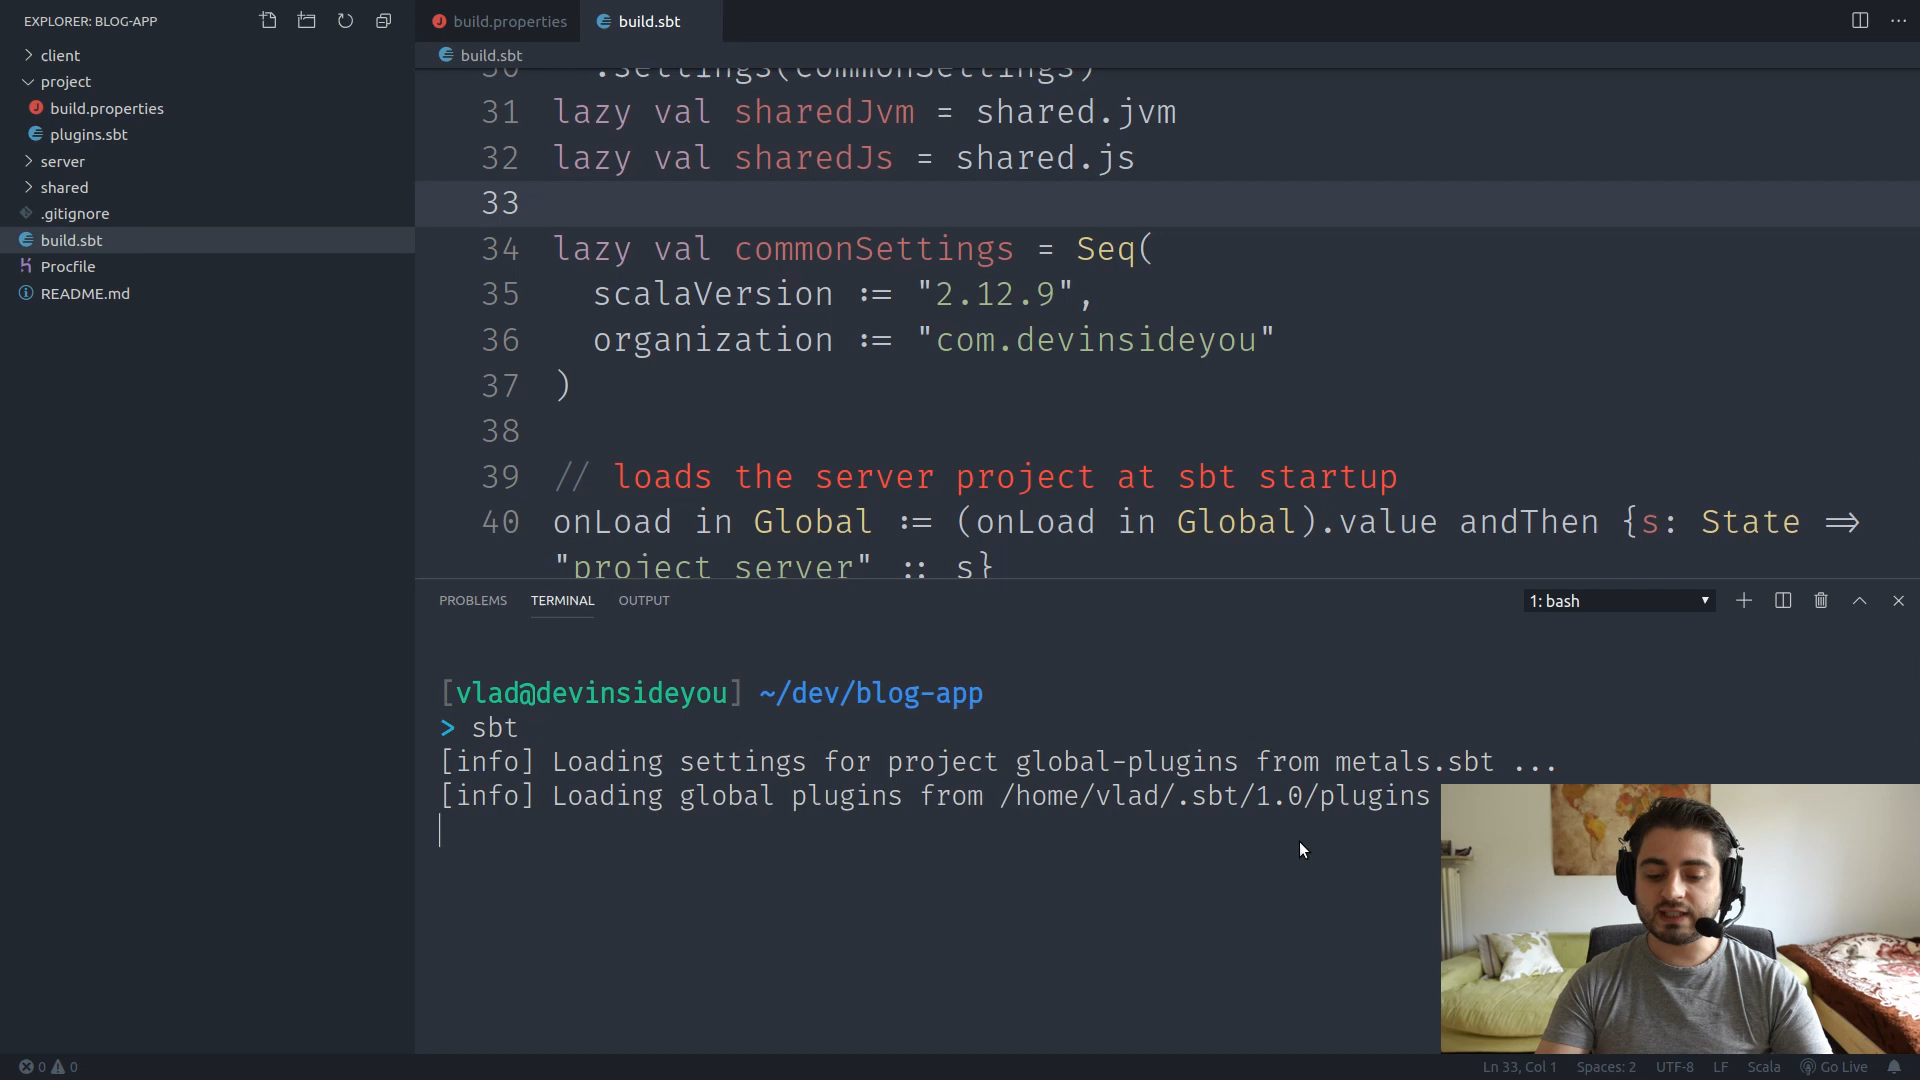 EXPLORER: BLOG-APP
client
project
build.properties
plugins.sbt
server
shared
.gitignore
build.sbt
Procfile
README.md
build.properties
build.sbt
···
build.sbt
30 .settings(commonSettings)
31 lazy val sharedJvm = shared.jvm
32 lazy val sharedJs = shared.js
33
34 lazy val commonSettings = Seq(
35 scalaVersion := "2.12.9",
36 organization := "com.devinsideyou"
37 )
38
39 // loads the server project at sbt startup
40 onLoad in Global := (onLoad in Global).value andThen {s: State =>
"project server" :: s}
PROBLEMS TERMINAL OUTPUT
1: bash
[vlad@devinsideyou] ~/dev/blog-app
> sbt
[info] Loading settings for project global-plugins from metals.sbt ...
[info] Loading global plugins from /home/vlad/.sbt/1.0/plugins
0 0
Ln 33, Col 1 Spaces: 2 UTF-8 LF Scala Go Live